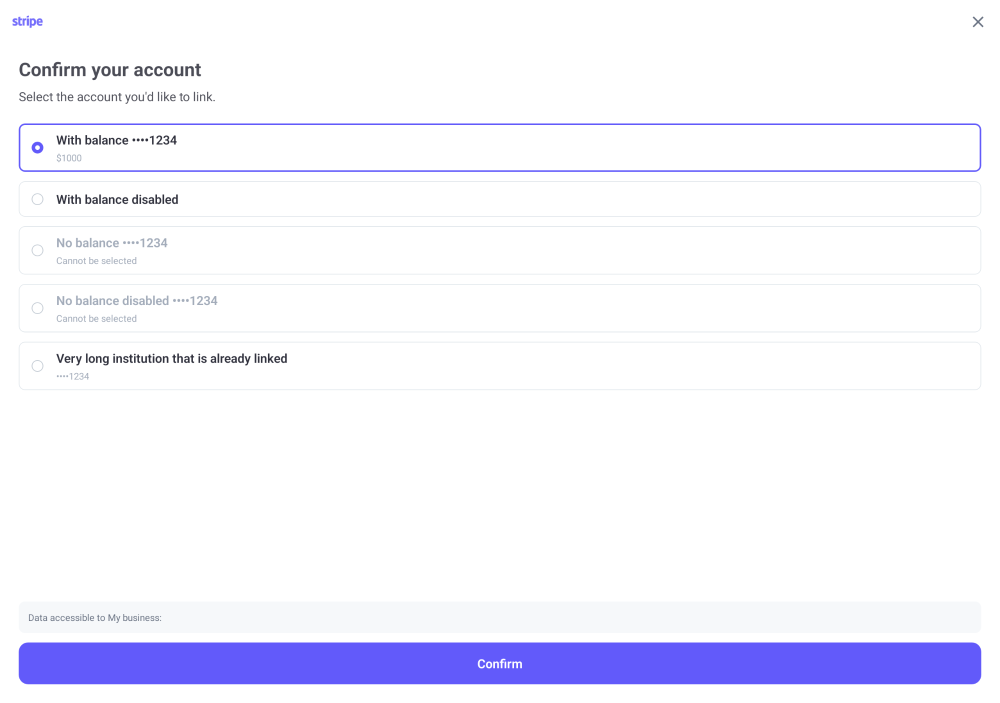 stripe
Confirm your account
Select the account you'd like to link.
With balance ••••1234
$1000
With balance disabled
No balance ••••1234
Cannot be selected
No balance disabled ••••1234
Cannot be selected
Very long institution that is already linked
••••1234
Data accessible to My business:
Confirm